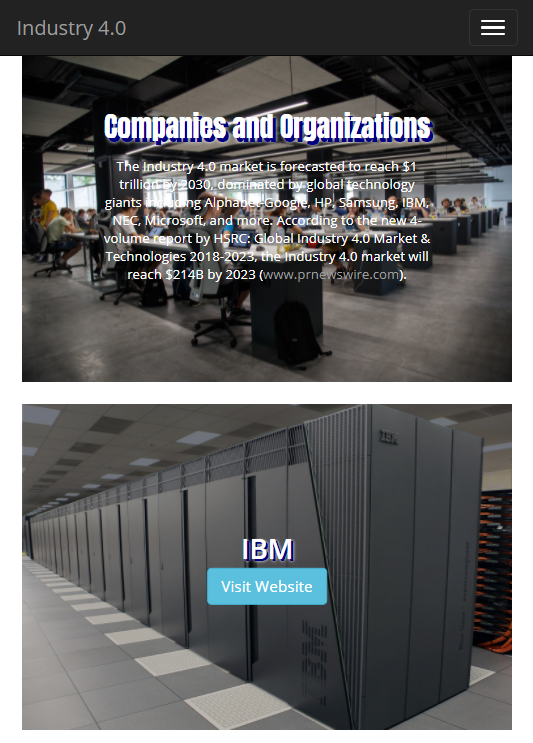 Industry 4.0
Companies and Organizations
The Industry 4.0 market is forecasted to reach $1
trillion by 2030, dominated by global technology
giants including Alphabet-Google, HP, Samsung, IBM,
NEC, Microsoft, and more. According to the new 4-
volume report by HSRC: Global Industry 4.0 Market &
Technologies 2018-2023, the Industry 4.0 market will
reach $214B by 2023 (www.prnewswire.com).
IBM
IBM
Visit Website
IBM